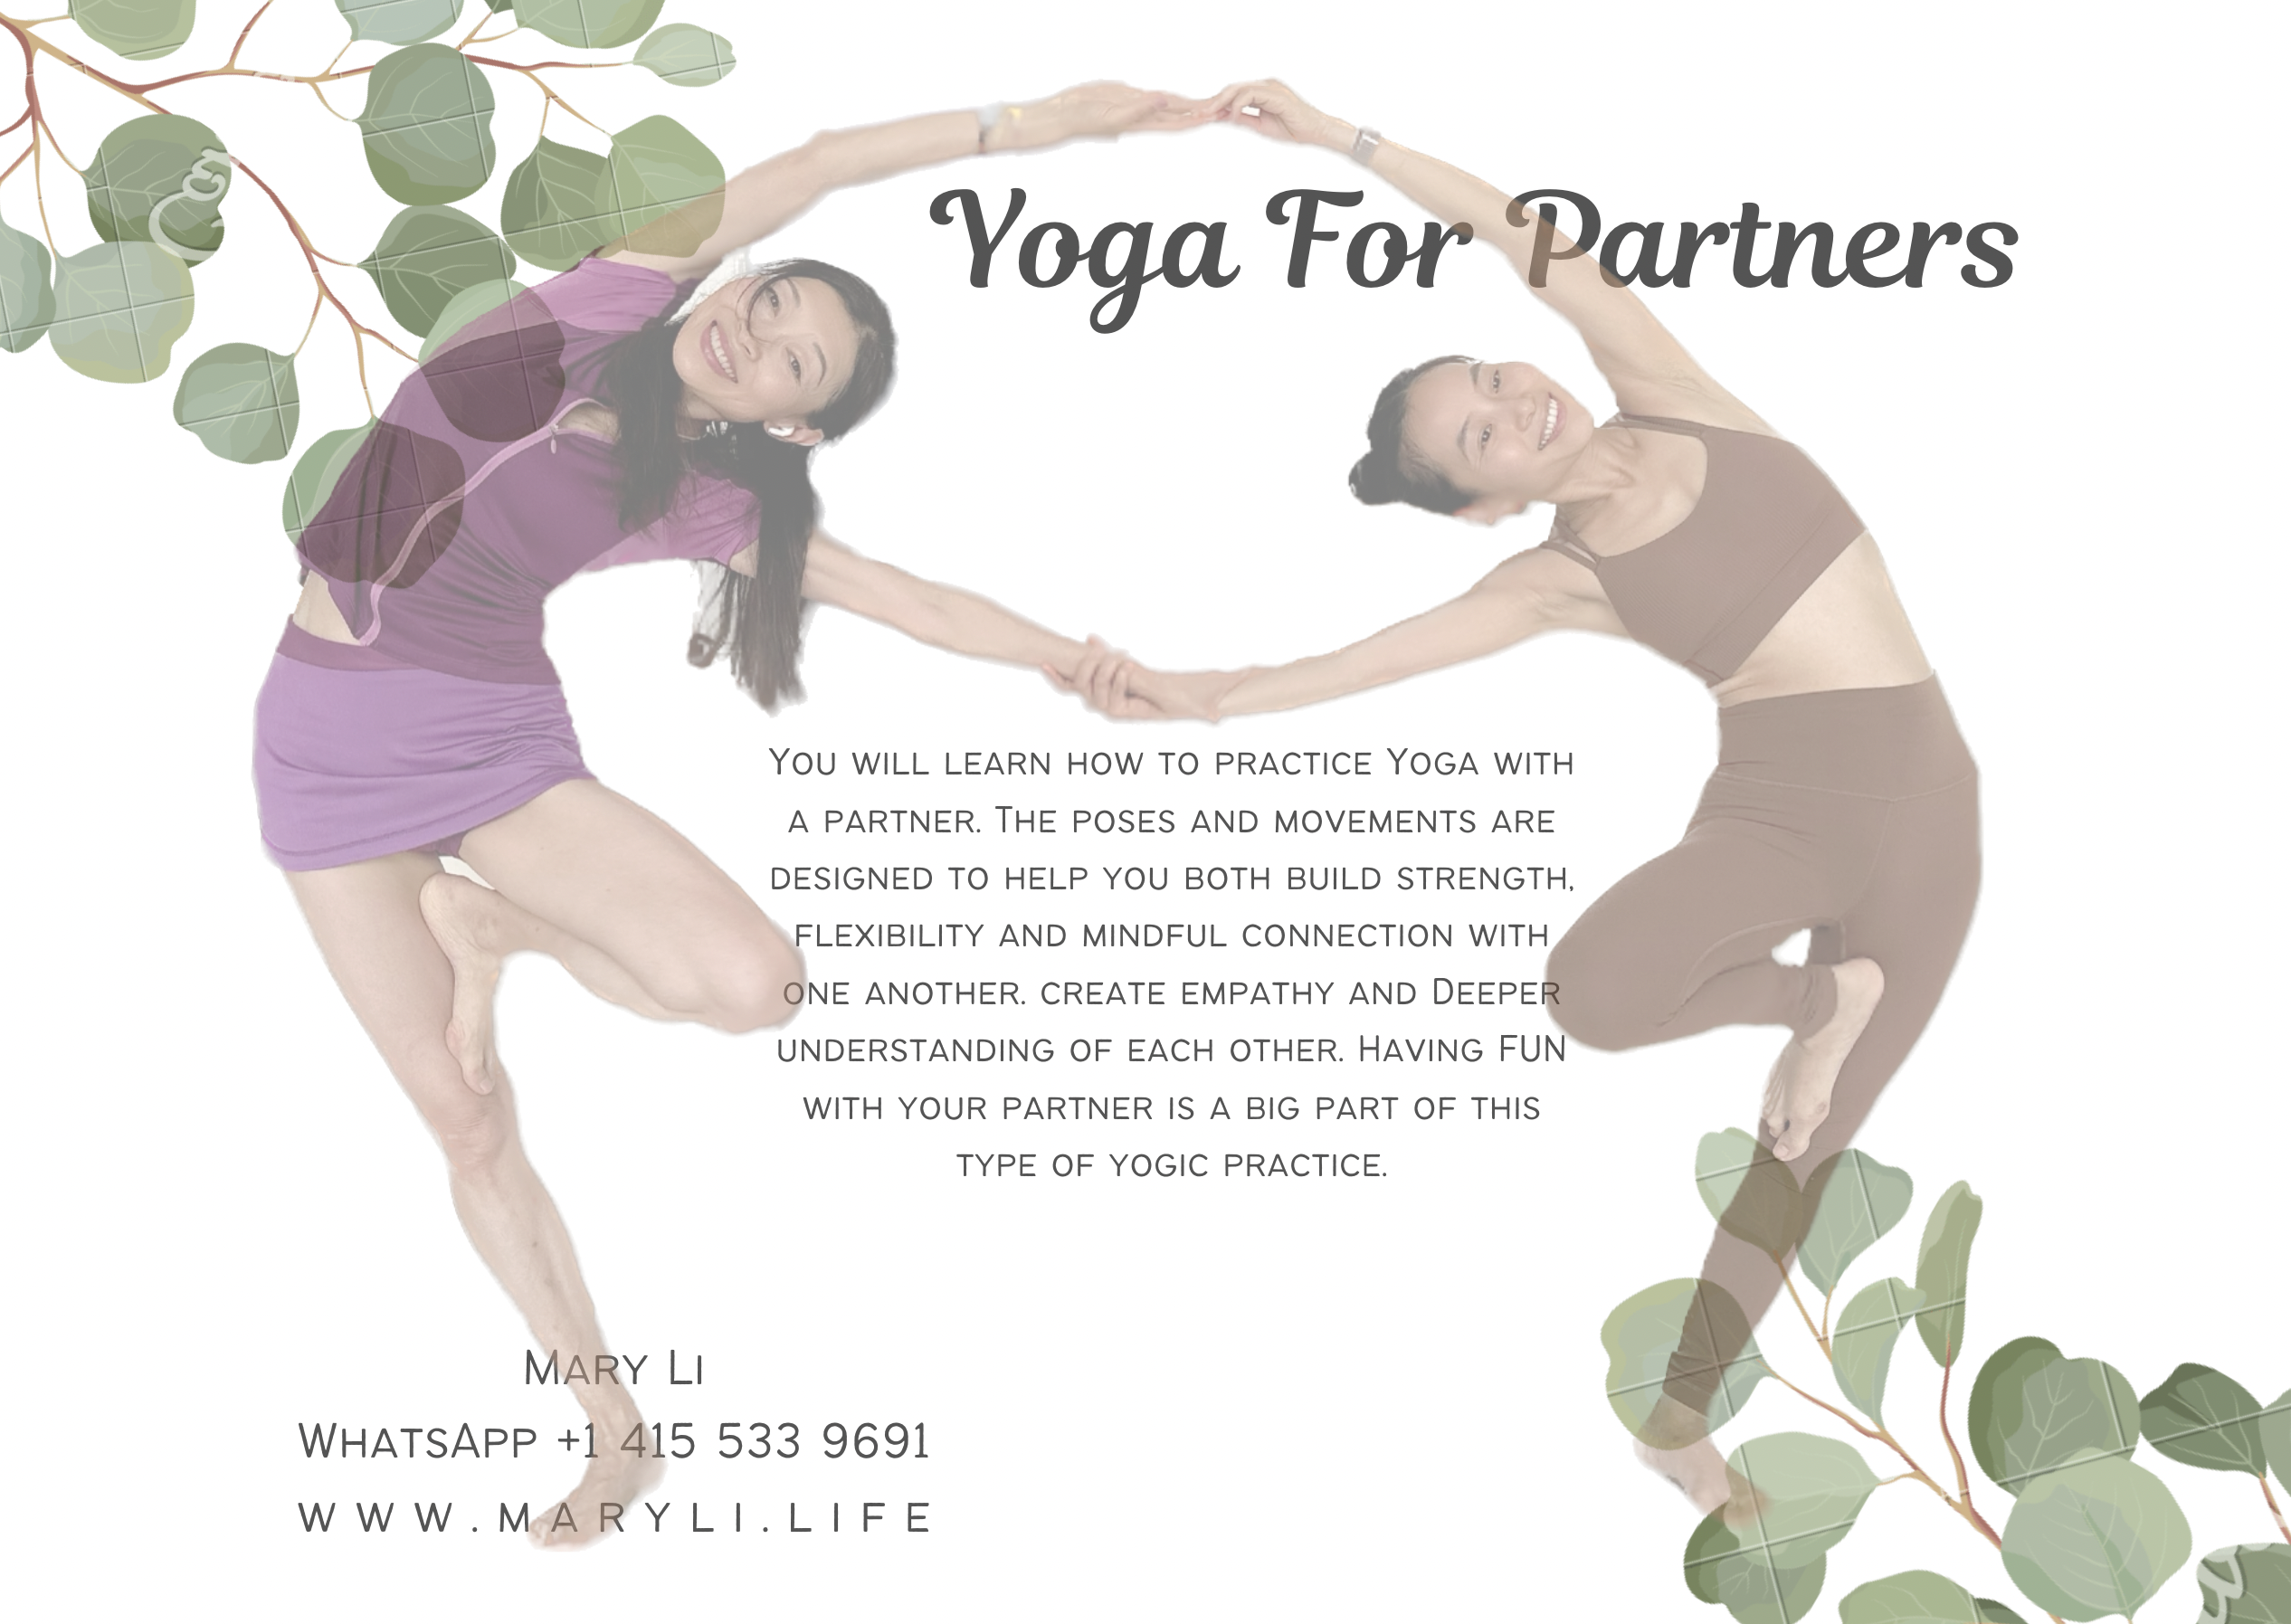 Yoga For Partners
You will learn how to practice Yoga with
a partner. The poses and movements are
designed to help you both build strength,
flexibility and mindful connection with
one another. create empathy and Deeper
understanding of each other. Having FUN
with your partner is a big part of this
type of yogic practice.
Mary Li
WhatsApp +1 415 533 9691
WWW.MARYLI.LIFE